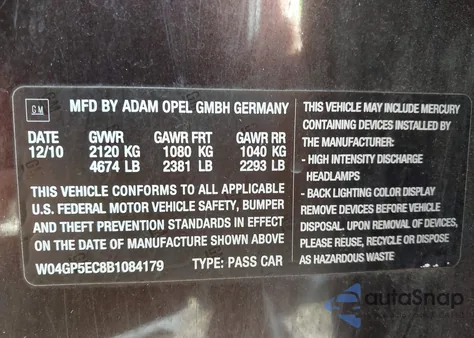 GM
MFD BY ADAM OPEL GMBH GERMANY
DATE GVWR GAWR FRT GAWR RR
12/10 2120 KG 1080 KG 1040 KG
4674 LB 2381 LB 2293 LB
THIS VEHICLE CONFORMS TO ALL APPLICABLE
U.S. FEDERAL MOTOR VEHICLE SAFETY, BUMPER
AND THEFT PREVENTION STANDARDS IN EFFECT
ON THE DATE OF MANUFACTURE SHOWN ABOVE
W04GP5EC8B1084179 TYPE: PASS CAR
THIS VEHICLE MAY INCLUDE MERCURY
CONTAINING DEVICES INSTALLED BY
THE MANUFACTURER:
- HIGH INTENSITY DISCHARGE
HEADLAMPS
- BACK LIGHTING COLOR DISPLAY
REMOVE DEVICES BEFORE VEHICLE
DISPOSAL. UPON REMOVAL OF DEVICES,
PLEASE REUSE, RECYCLE OR DISPOSE
AS HAZARDOUS WASTE
autoSnap